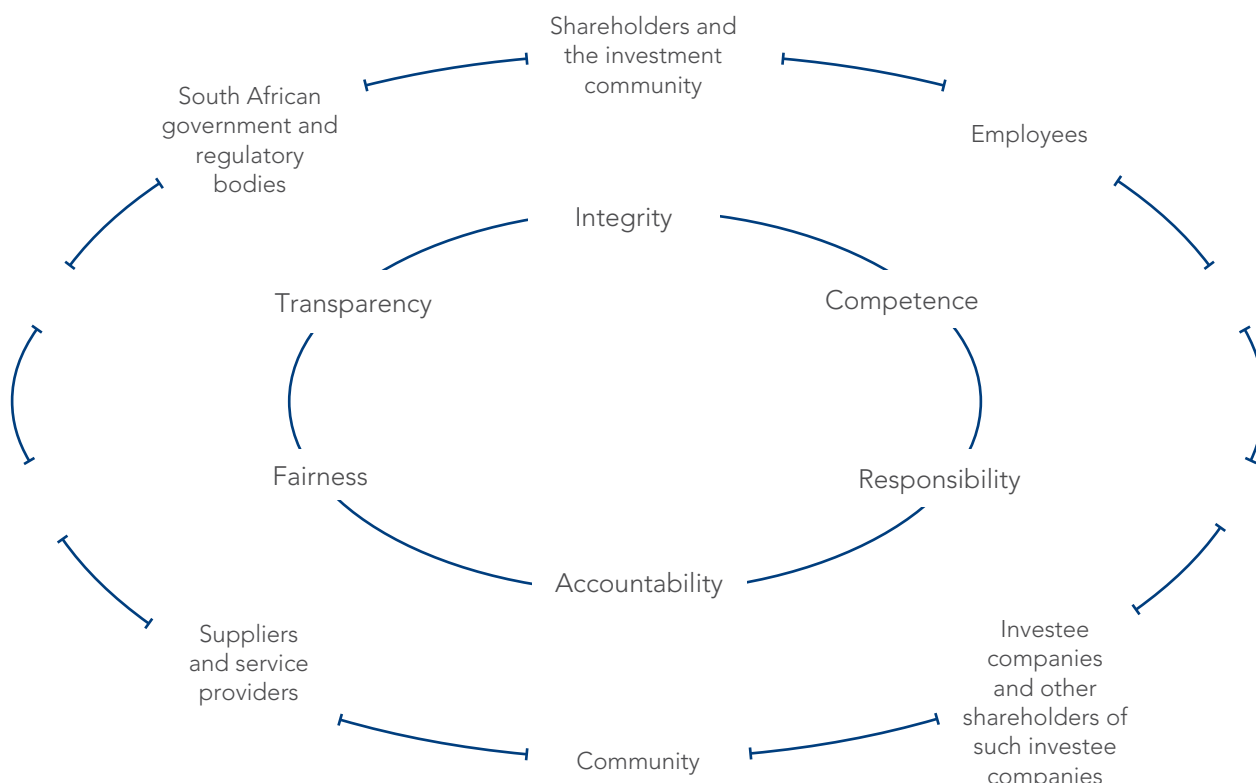 Shareholders and
the investment
community
South African
government and
regulatory
bodies
Employees
Integrity
Transparency
Competence
Fairness
Responsibility
Accountability
Suppliers
and service
providers
Investee
companies
and other
shareholders of
such investee
companies
Community